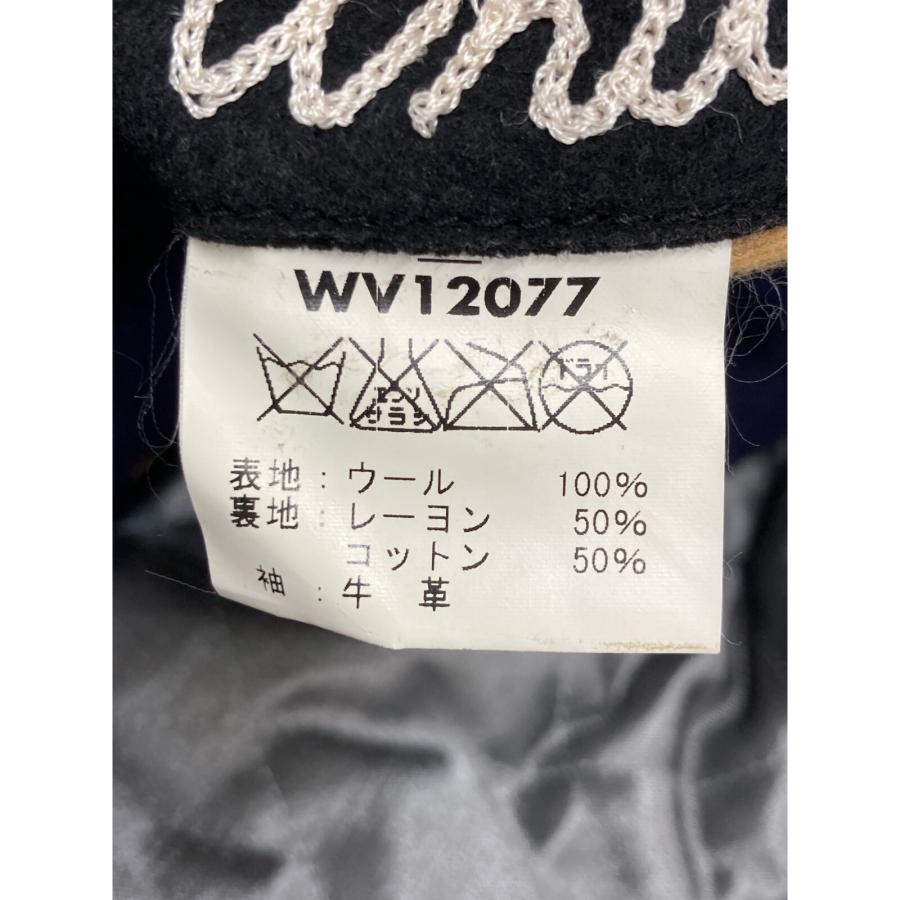 WV12077
エンソ
サラシ
ドライ
表地：ウール 100%
裏地：レーヨン 50%
コットン 50%
袖：牛 革